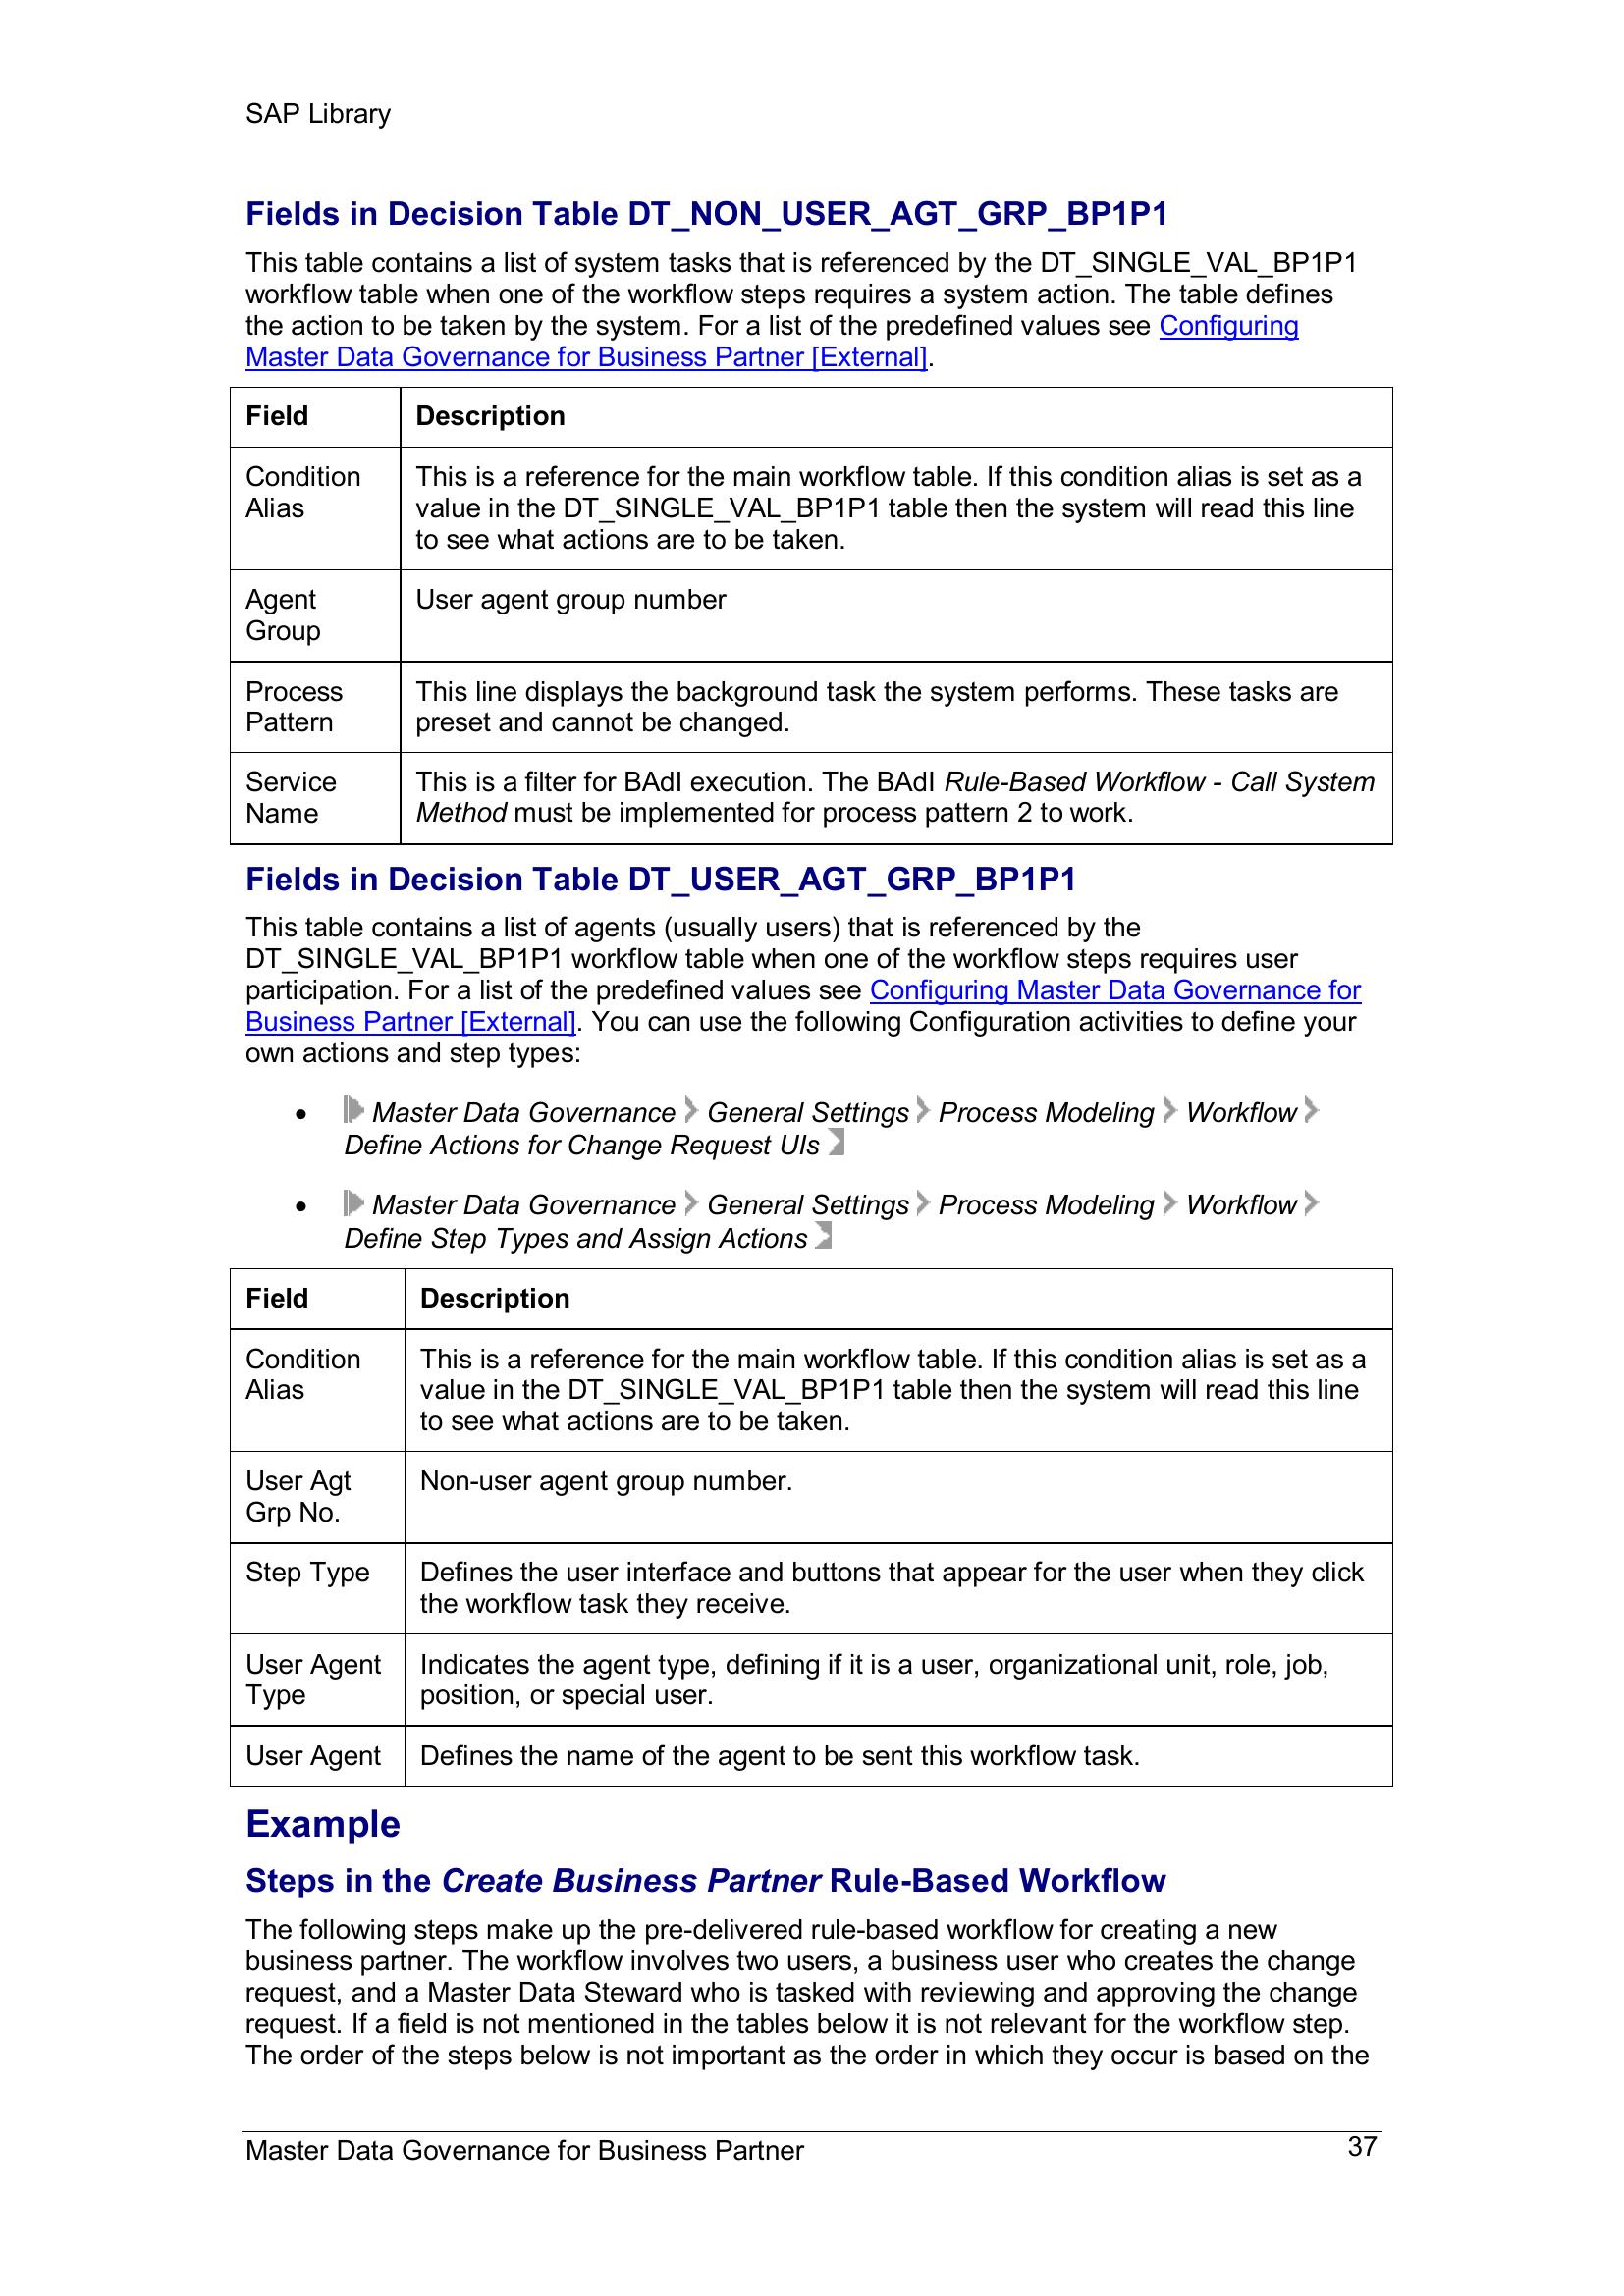 SAP Library
Fields in Decision Table DT_NON_USER_AGT_GRP_BP1P1
This table contains a list of system tasks that is referenced by the DT_SINGLE_VAL_BP1P1
workflow table when one of the workflow steps requires a system action. The table defines
the action to be taken by the system. For a list of the predefined values see Configuring
Master Data Governance for Business Partner [External].
Field Description
Condition Alias This is a reference for the main workflow table. If this condition alias is set as a
value in the DT_SINGLE_VAL_BP1P1 table then the system will read this line
to see what actions are to be taken.
Agent Group User agent group number
Process Pattern This line displays the background task the system performs. These tasks are
preset and cannot be changed.
Service Name This is a filter for BAdI execution. The BAdI Rule-Based Workflow - Call System
Method must be implemented for process pattern 2 to work.
Fields in Decision Table DT_USER_AGT_GRP_BP1P1
This table contains a list of agents (usually users) that is referenced by the
DT_SINGLE_VAL_BP1P1 workflow table when one of the workflow steps requires user
participation. For a list of the predefined values see Configuring Master Data Governance for
Business Partner [External]. You can use the following Configuration activities to define your
own actions and step types:
• Master Data Governance General Settings Process Modeling Workflow
Define Actions for Change Request UIs
• Master Data Governance General Settings Process Modeling Workflow
Define Step Types and Assign Actions
Field Description
Condition Alias This is a reference for the main workflow table. If this condition alias is set as a
value in the DT_SINGLE_VAL_BP1P1 table then the system will read this line
to see what actions are to be taken.
User Agt Grp No. Non-user agent group number.
Step Type Defines the user interface and buttons that appear for the user when they click
the workflow task they receive.
User Agent Type Indicates the agent type, defining if it is a user, organizational unit, role, job,
position, or special user.
User Agent Defines the name of the agent to be sent this workflow task.
Example
Steps in the Create Business Partner Rule-Based Workflow
The following steps make up the pre-delivered rule-based workflow for creating a new
business partner. The workflow involves two users, a business user who creates the change
request, and a Master Data Steward who is tasked with reviewing and approving the change
request. If a field is not mentioned in the tables below it is not relevant for the workflow step.
The order of the steps below is not important as the order in which they occur is based on the
Master Data Governance for Business Partner 37